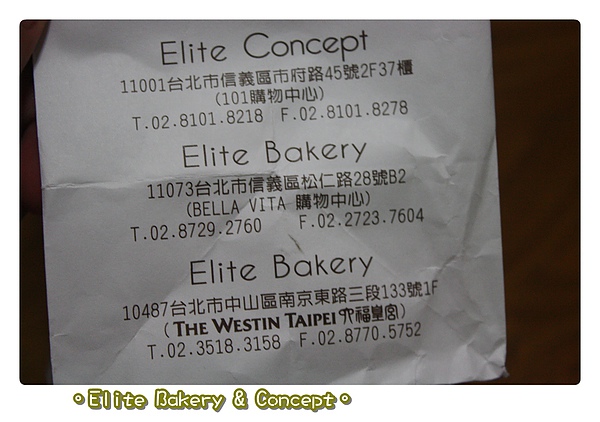 Elite Concept
11001台北市信義區市府路45號2F37櫃
(101購物中心)
T.02.8101.8218 F.02.8101.8278
Elite Bakery
11073台北市信義區松仁路28號B2
(BELLA VITA 購物中心)
T.02.8729.2760 F.02.2723.7604
Elite Bakery
10487台北市中山區南京東路三段133號1F
(THE WESTIN TAIPEI 六福皇宮)
T.02.3518.3158 F.02.8770.5752
。Elite Bakery & Concept。